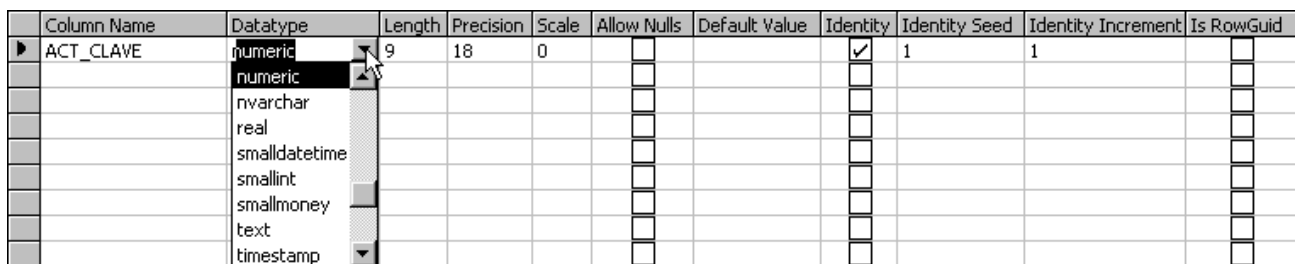 Column Name Datatype Length Precision Scale Allow Nulls Default Value Identity Identity Seed Identity Increment Is RowGuid
ACT_CLAVE numeric 9 18 0 1 1
numeric
nvarchar
real
smalldatetime
smallint
smallmoney
text
timestamp